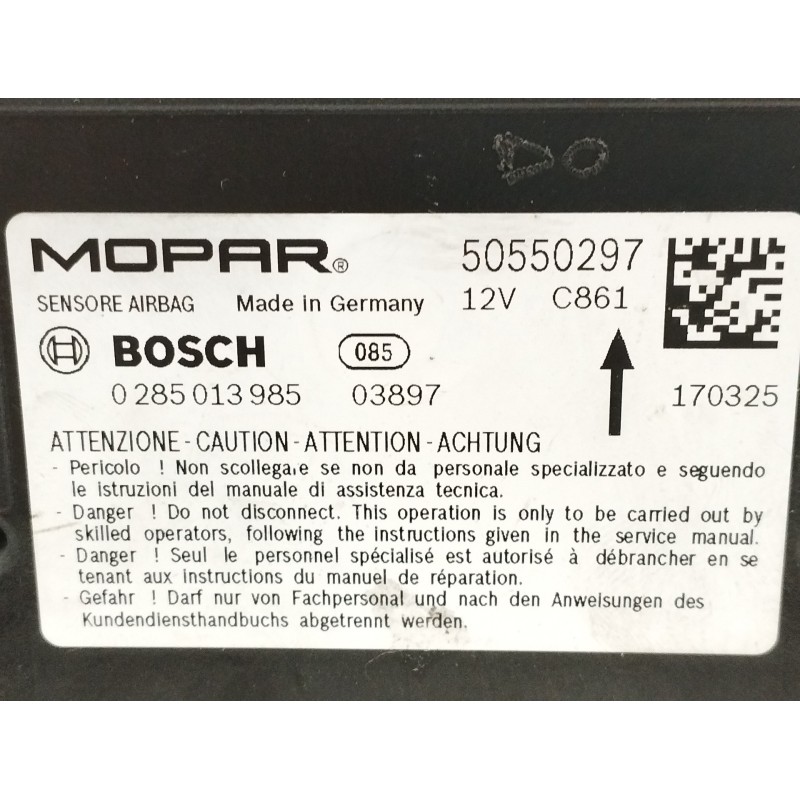 MOPAR® 50550297
SENSORE AIRBAG Made in Germany 12V C861
BOSCH 085
0 285 013 985 03897 170325
ATTENZIONE - CAUTION - ATTENTION - ACHTUNG
- Pericolo ! Non scollegare se non da personale specializzato e seguendo
le istruzioni del manuale di assistenza tecnica.
- Danger ! Do not disconnect. This operation is only to be carried out by
skilled operators, following the instructions given in the service manual.
- Danger ! Seul le personnel spécialisé est autorisé à débrancher en se
tenant aux instructions du manuel de réparation.
- Gefahr ! Darf nur von Fachpersonal und nach den Anweisungen des
Kundendiensthandbuchs abgetrennt werden.